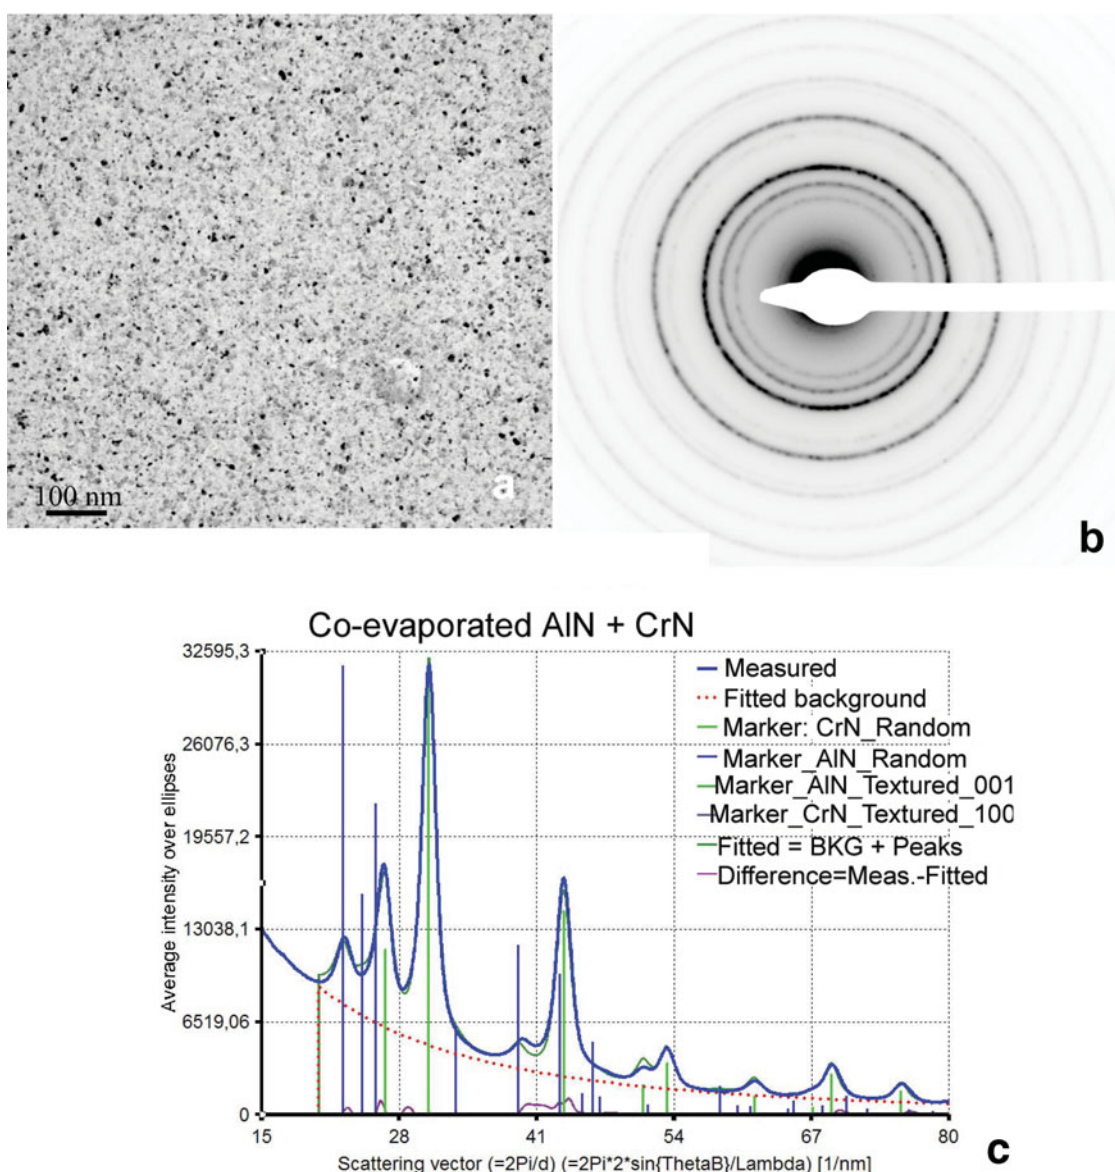 100 nm
a
b
Co-evaporated AlN + CrN
32595,3
26076,3
19557,2
13038,1
6519,06
0
Average intensity over ellipses
Measured
Fitted background
Marker: CrN_Random
Marker_AlN_Random
Marker_AlN_Textured_001
Marker_CrN_Textured_100
Fitted = BKG + Peaks
Difference=Meas.-Fitted
15 28 41 54 67 80
Scattering vector (=2Pi/d) (=2Pi*2*sin{ThetaB}/Lambda) [1/nm]
c